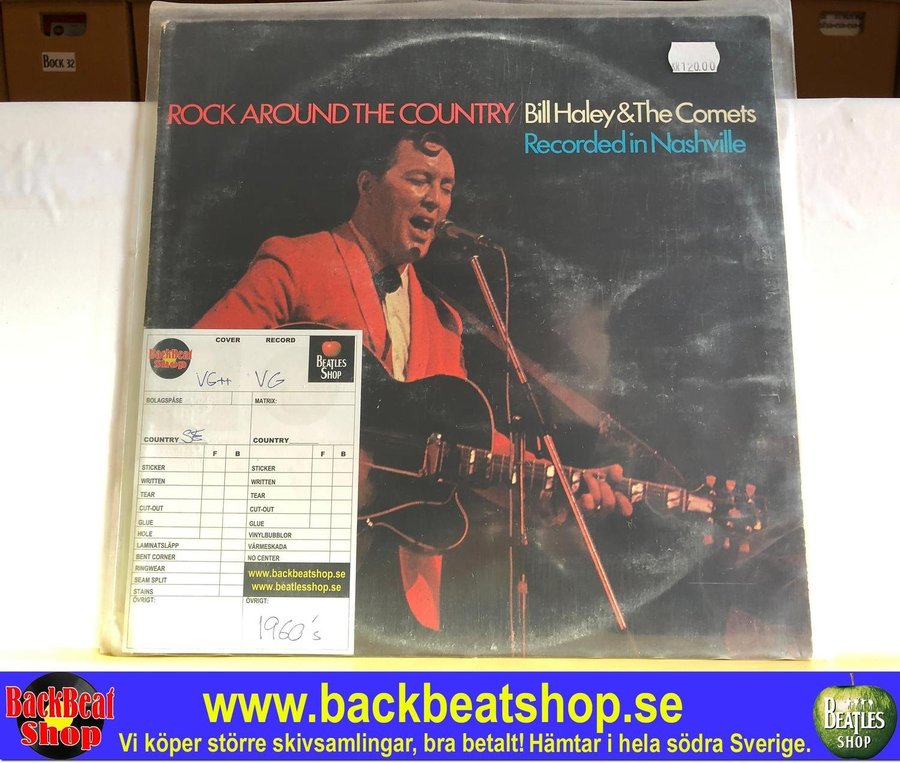 BOCK 32
KR120.00
ROCK AROUND THE COUNTRY/Bill Haley&The Comets
Recorded in Nashville
COVER RECORD
BackBeat Shop
BEATLES SHOP
VG++ VG
BOLAGSPÅSE MATRIX:
COUNTRY SE COUNTRY
F B F B
STICKER STICKER
WRITTEN WRITTEN
TEAR TEAR
CUT-OUT CUT-OUT
GLUE GLUE
HOLE VINYLBUBBLOR
LAMINATSLÄPP VÄRMESKADA
BENT CORNER NO CENTER
RINGWEAR
SEAM SPLIT
STAINS
www.backbeatshop.se
www.beatlesshop.se
ÖVRIGT: ÖVRIGT:
1960's
BackBeat
Shop
www.backbeatshop.se
Vi köper större skivsamlingar, bra betalt! Hämtar i hela södra Sverige.
BEATLES
SHOP